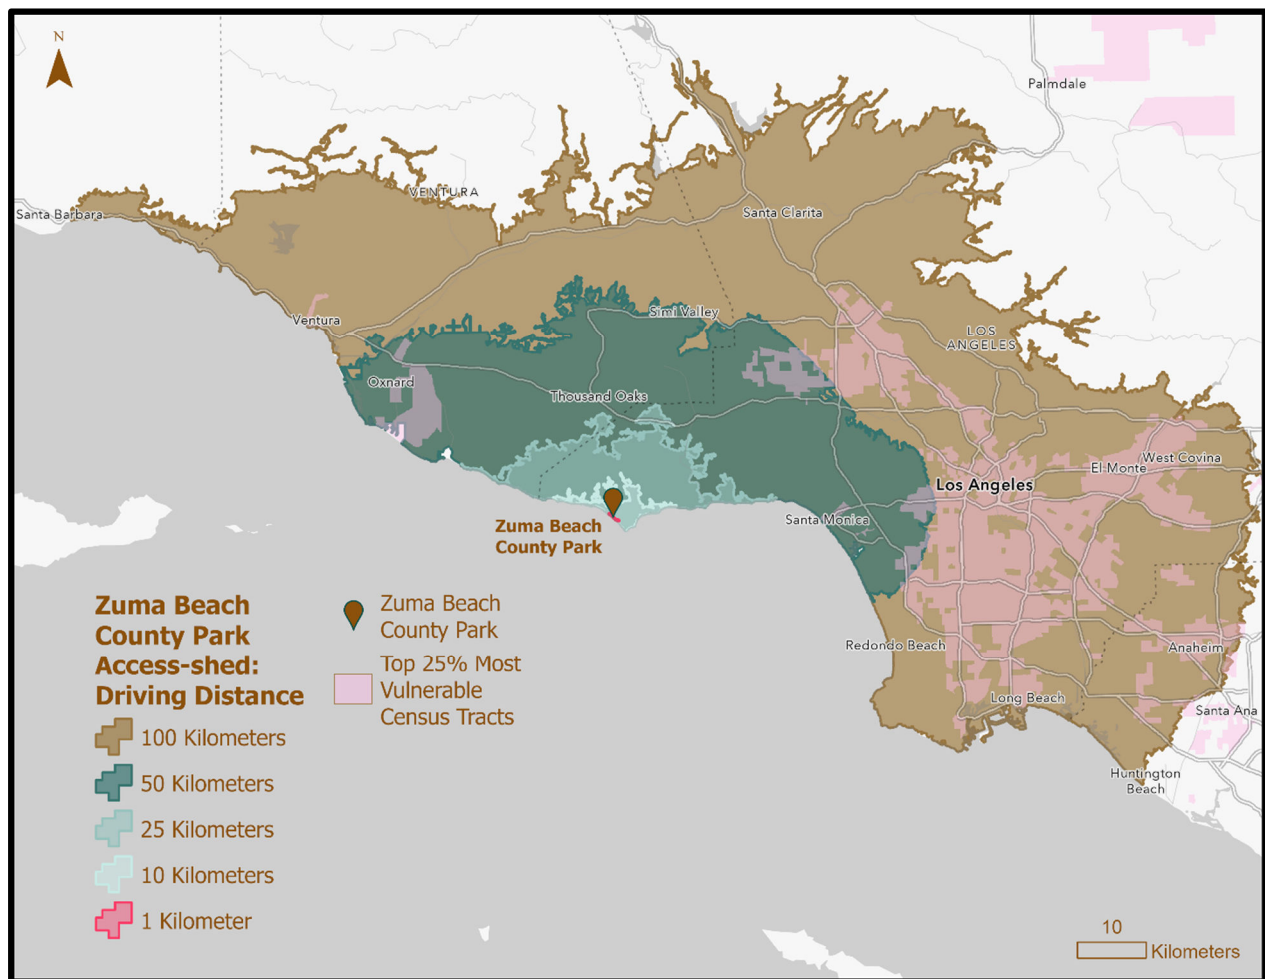 N
Palmdale
VENTURA
Santa Barbara
Santa Clarita
Ventura
Simi Valley
LOS
ANGELES
Oxnard
Thousand Oaks
West Covina
El Monte
Los Angeles
Santa Monica
Zuma Beach
County Park
Redondo Beach
Anaheim
Long Beach
Santa Ana
Huntington
Beach
Zuma Beach
County Park
Access-shed:
Driving Distance
100 Kilometers
50 Kilometers
25 Kilometers
10 Kilometers
1 Kilometer
Zuma Beach
County Park
Top 25% Most
Vulnerable
Census Tracts
10
Kilometers